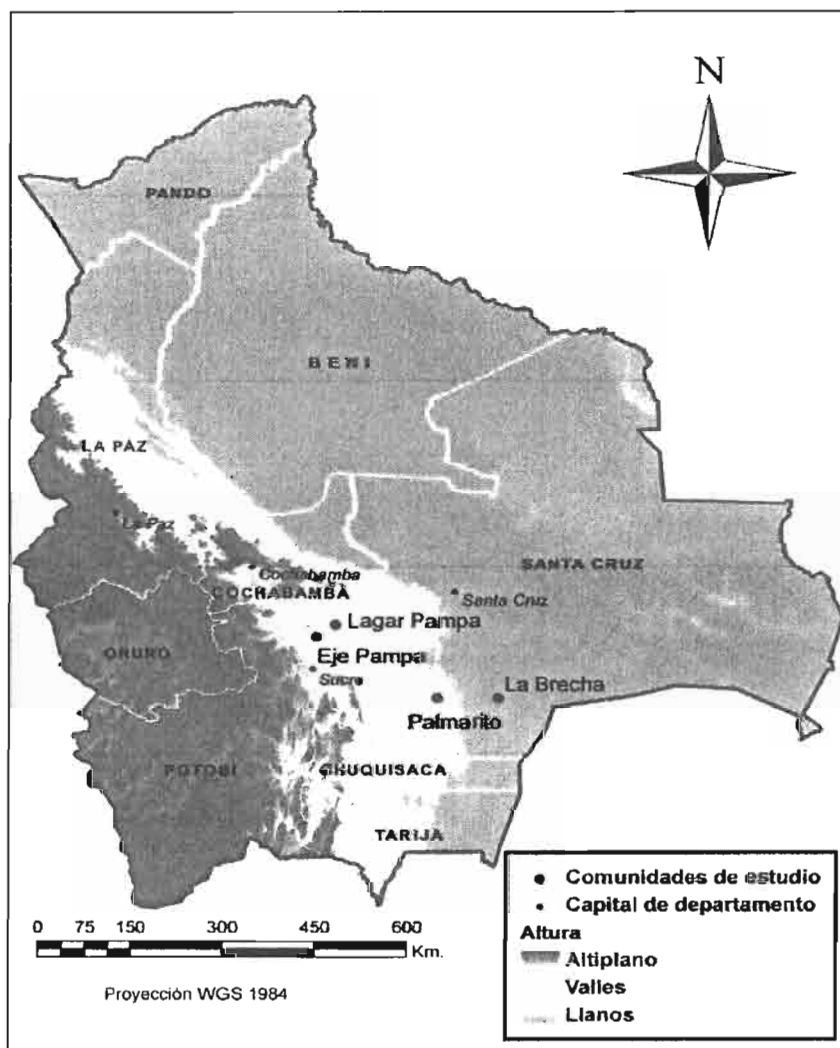 N
PANDO
BENI
LA PAZ
La Paz
SANTA CRUZ
Cochabamba
COCHABAMBA
Santa Cruz
Lagar Pampa
ORURO
Eje Pampa
Sucre
La Brecha
Palmarito
POTOSI
CHUQUISACA
TARIJA
Comunidades de estudio
Capital de departamento
Altura
Altiplano
Valles
Llanos
0 75 150 300 450 600
Km.
Proyección WGS 1984